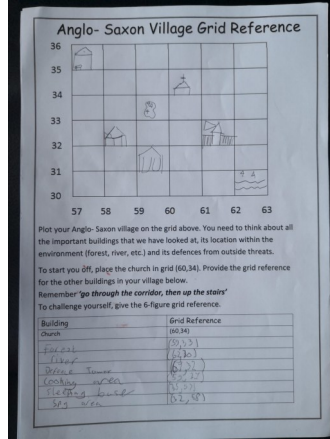 Anglo- Saxon Village Grid Reference
36
35
34
33
32
31
30
57 58 59 60 61 62 63
Plot your Anglo- Saxon village on the grid above. You need to think about all
the important buildings that we have looked at, its location within the
environment (forest, river, etc.) and its defences from outside threats.
To start you off, place the church in grid (60,34). Provide the grid reference
for the other buildings in your village below.
Remember 'go through the corridor, then up the stairs'
To challenge yourself, give the 6-figure grid reference.
Building Grid Reference
Church (60,34)
Forest
River
Defence
Cooking area
Sleeping
Spy